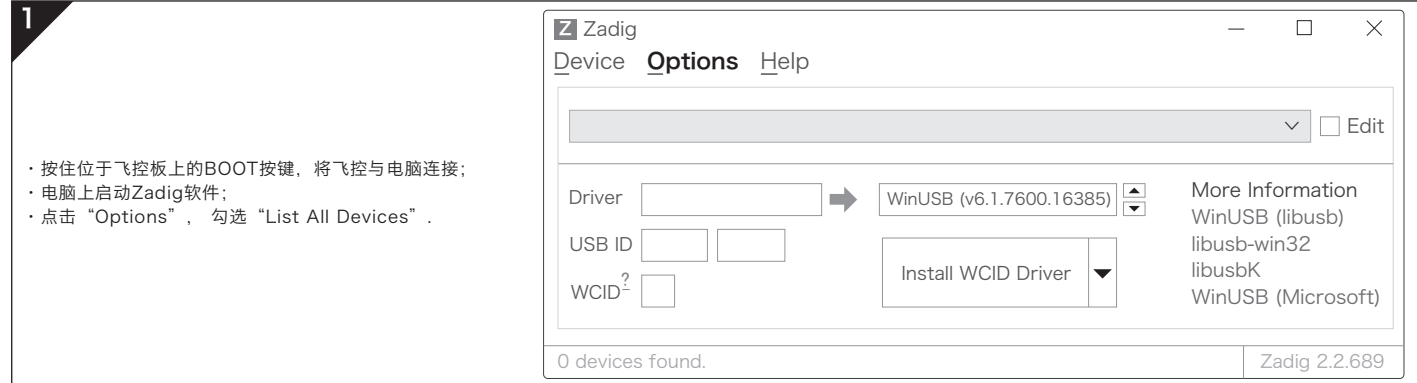 1
· 按住位于飞控板上的BOOT按键，将飞控与电脑连接；
· 电脑上启动Zadig软件；
· 点击“Options”， 勾选“List All Devices”.
Z Zadig
Device Options Help
Edit
Driver
WinUSB (v6.1.7600.16385)
USB ID
WCID?
Install WCID Driver
More Information
WinUSB (libusb)
libusb-win32
libusbK
WinUSB (Microsoft)
0 devices found.
Zadig 2.2.689